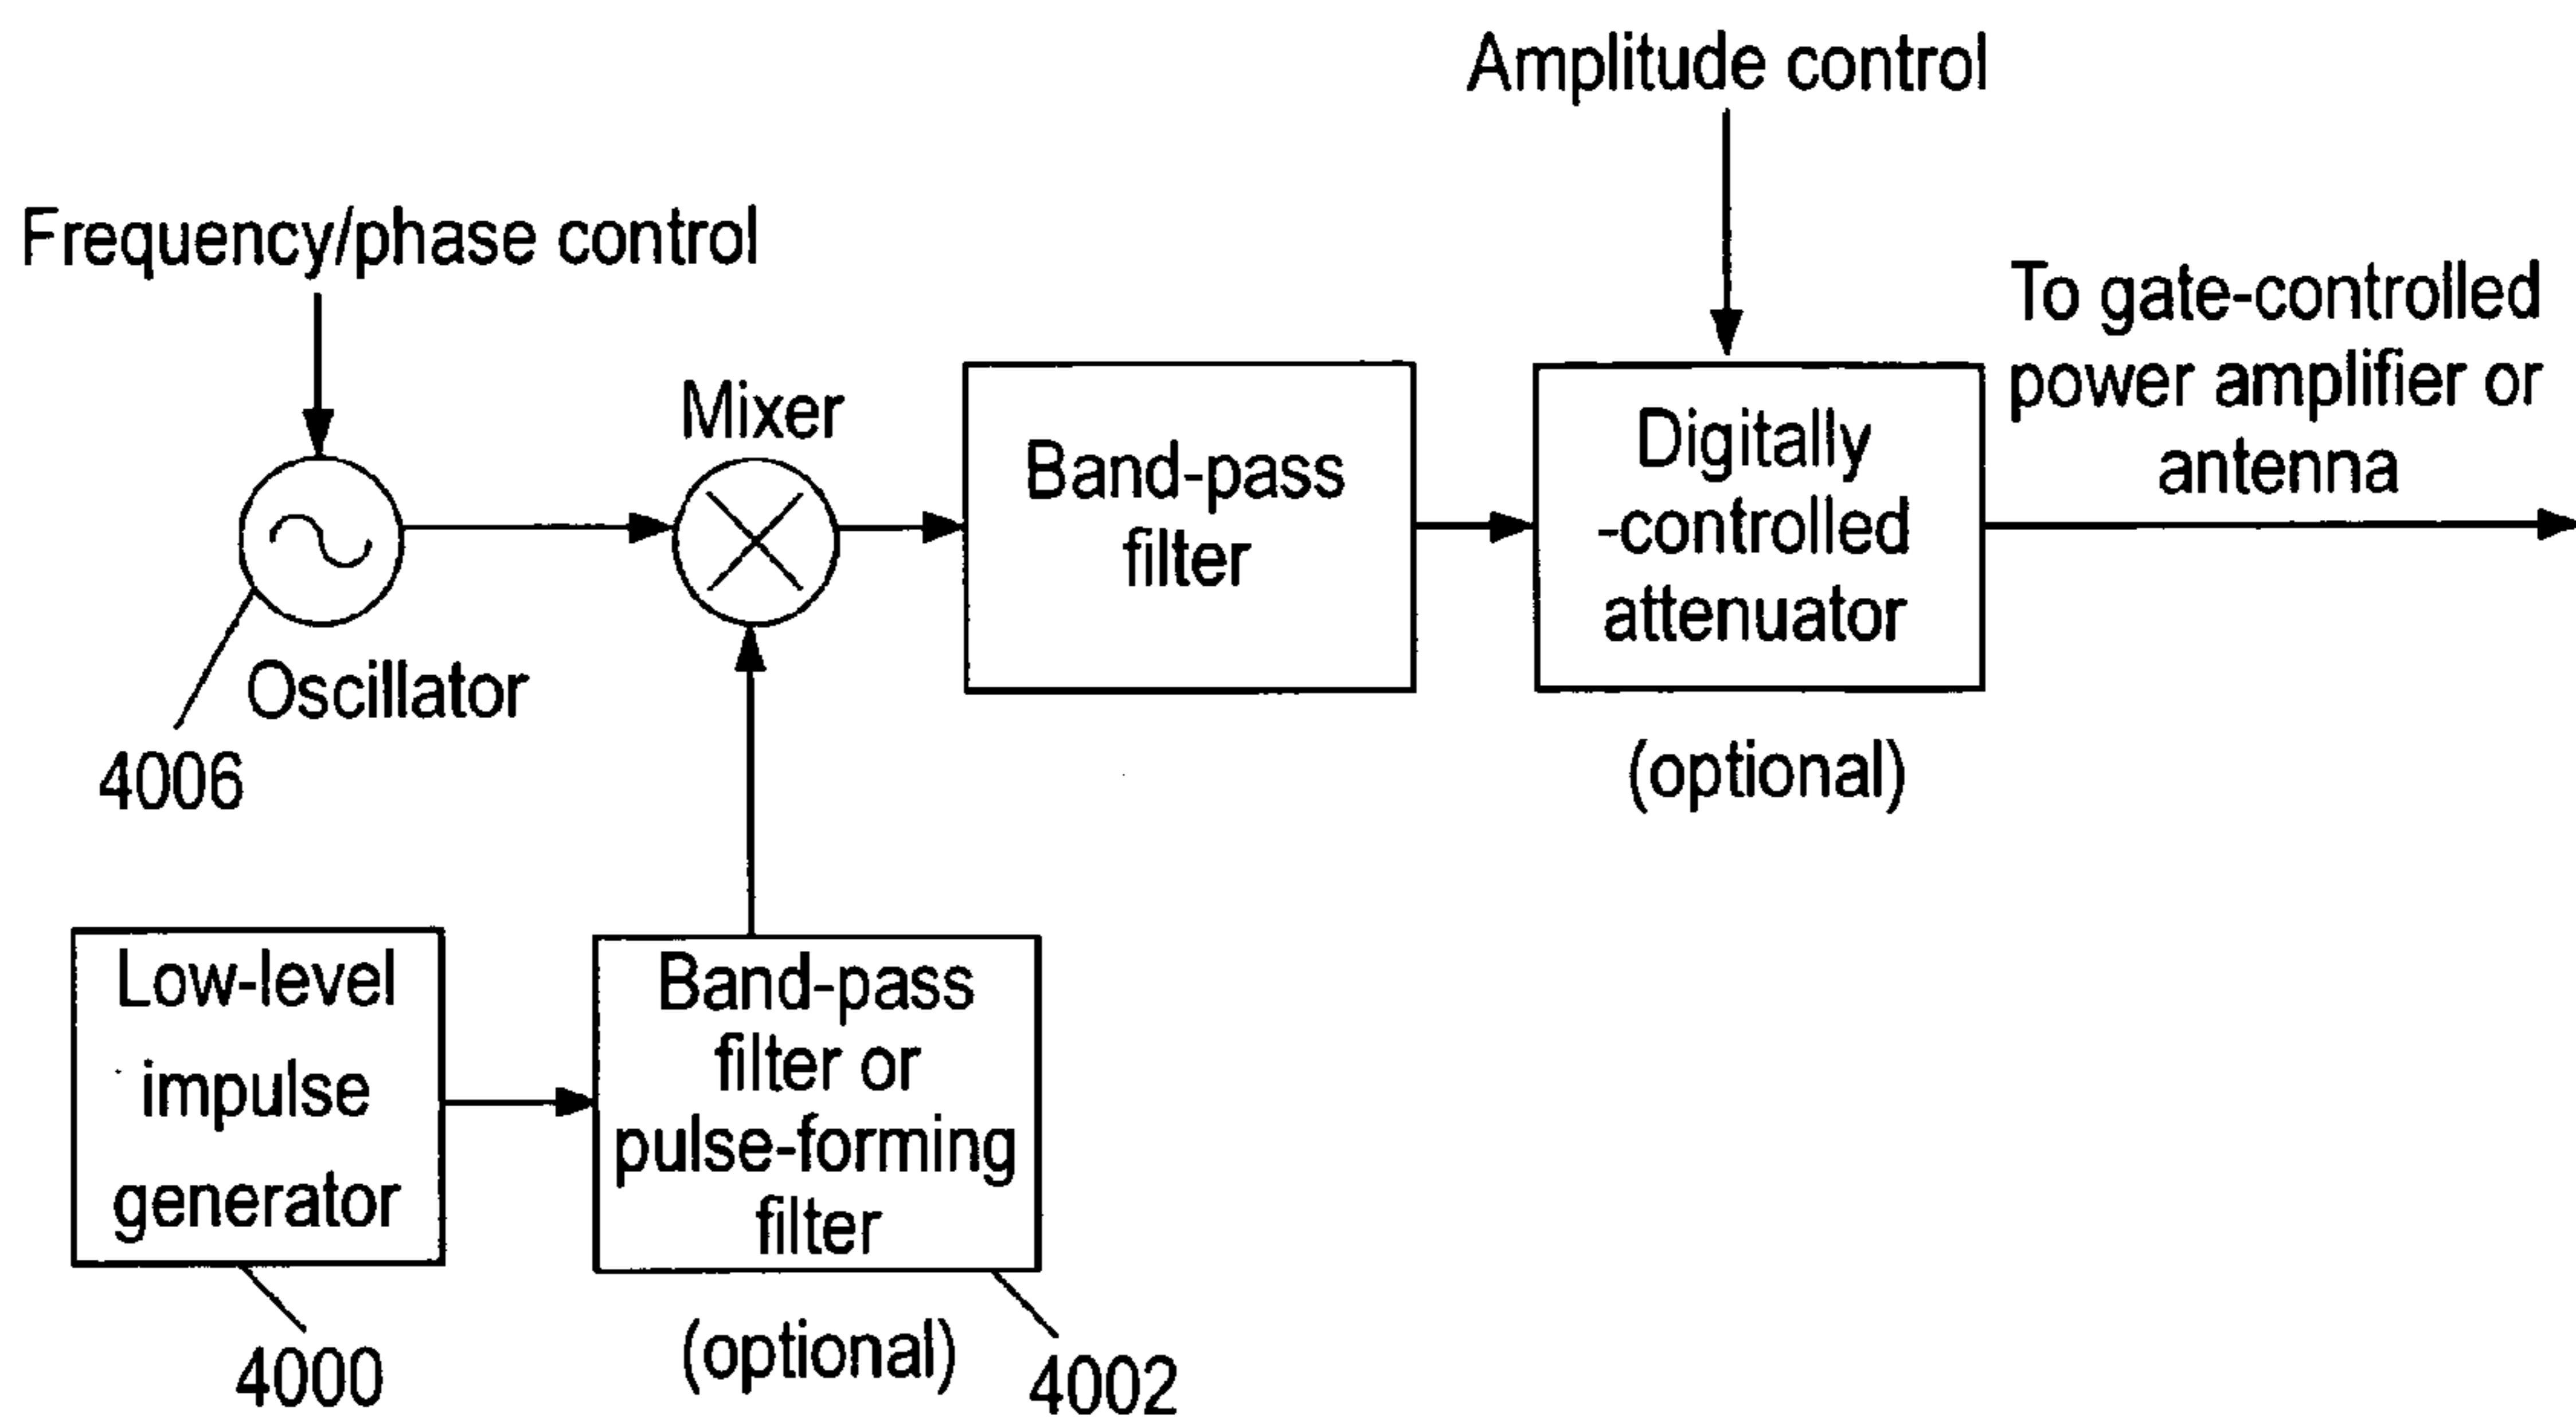 Amplitude control
Frequency/phase control
To gate-controlled
power amplifier or
antenna
Mixer
Band-pass
filter
Digitally
-controlled
attenuator
(optional)
Oscillator
4006
Low-level
impulse
generator
4000
Band-pass
filter or
pulse-forming
filter
(optional)
4002